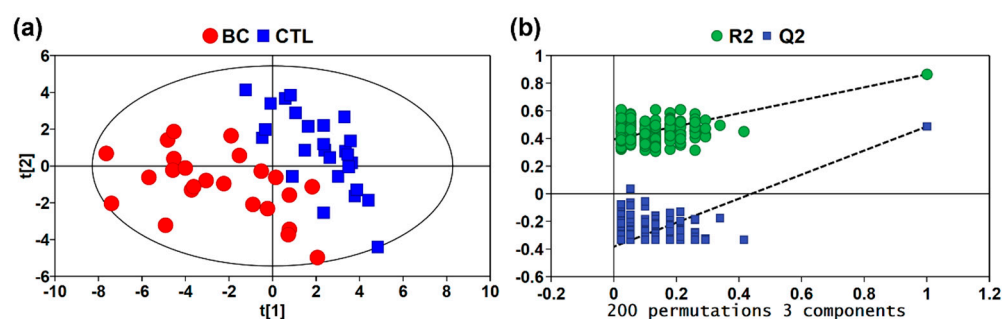 (a)
BC CTL
6
4
2
0
-2
-4
-6
-10 -8 -6 -4 -2 0 2 4 6 8 10
t[1]
t[2]
(b)
R2 Q2
1
0.8
0.6
0.4
0.2
0
-0.2
-0.4
-0.6
-0.2 0 0.2 0.4 0.6 0.8 1 1.2
200 permutations 3 components